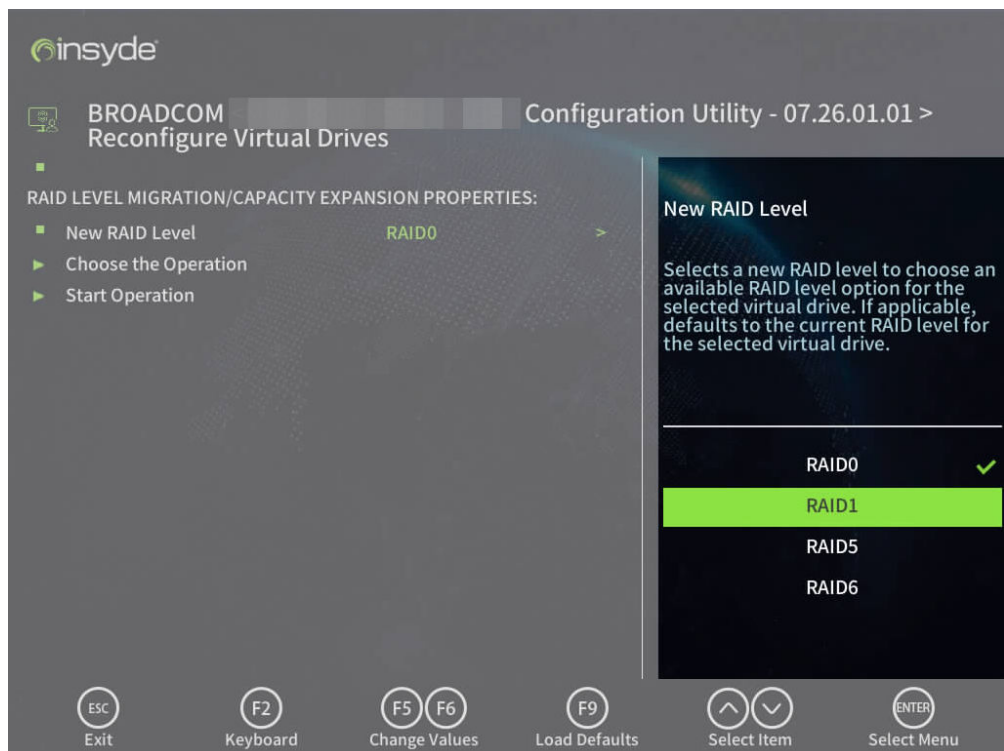 insyde
BROADCOM Configuration Utility - 07.26.01.01 >
Reconfigure Virtual Drives
RAID LEVEL MIGRATION/CAPACITY EXPANSION PROPERTIES:
New RAID Level RAID0 >
Choose the Operation
Start Operation
New RAID Level
Selects a new RAID level to choose an
available RAID level option for the
selected virtual drive. If applicable,
defaults to the current RAID level for
the selected virtual drive.
RAID0
RAID1
RAID5
RAID6
ESC F2 F5 F6 F9 ENTER
Exit Keyboard Change Values Load Defaults Select Item Select Menu